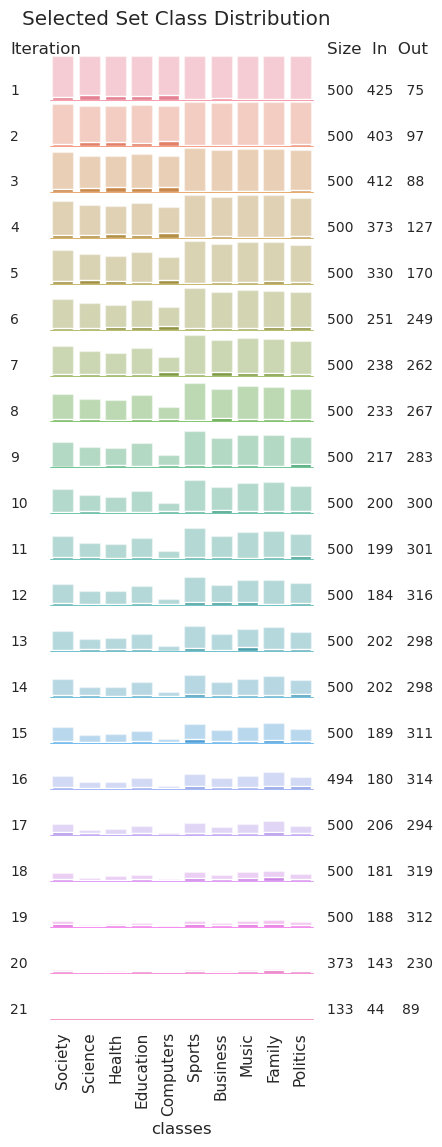 Selected Set Class Distribution
Iteration Size In Out
1 500 425 75
2 500 403 97
3 500 412 88
4 500 373 127
5 500 330 170
6 500 251 249
7 500 238 262
8 500 233 267
9 500 217 283
10 500 200 300
11 500 199 301
12 500 184 316
13 500 202 298
14 500 202 298
15 500 189 311
16 494 180 314
17 500 206 294
18 500 181 319
19 500 188 312
20 373 143 230
21 133 44 89
Society Science Health Education Computers Sports Business Music Family Politics
classes